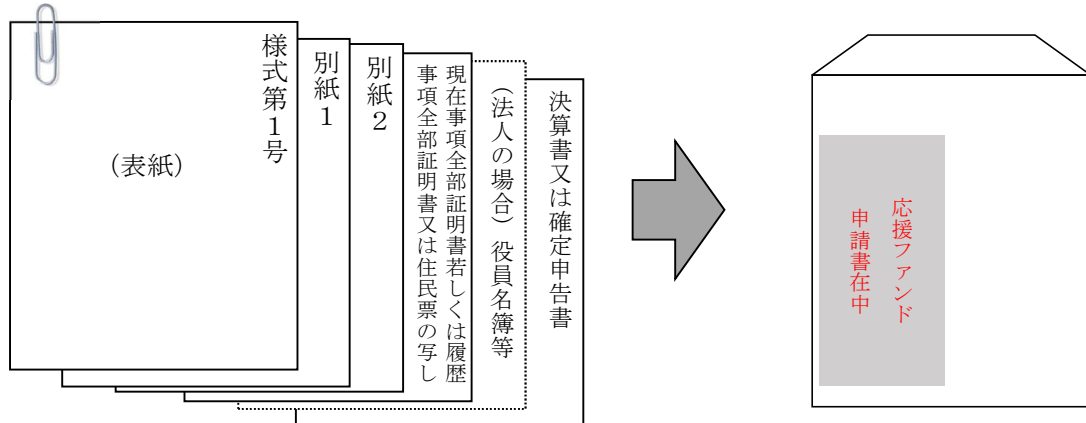 様式第1号
(表紙)
別紙1
別紙2
現在事項全部証明書若しくは履歴
事項全部証明書又は住民票の写し
(法人の場合)役員名簿等
決算書又は確定申告書
応援ファンド
申請書在中